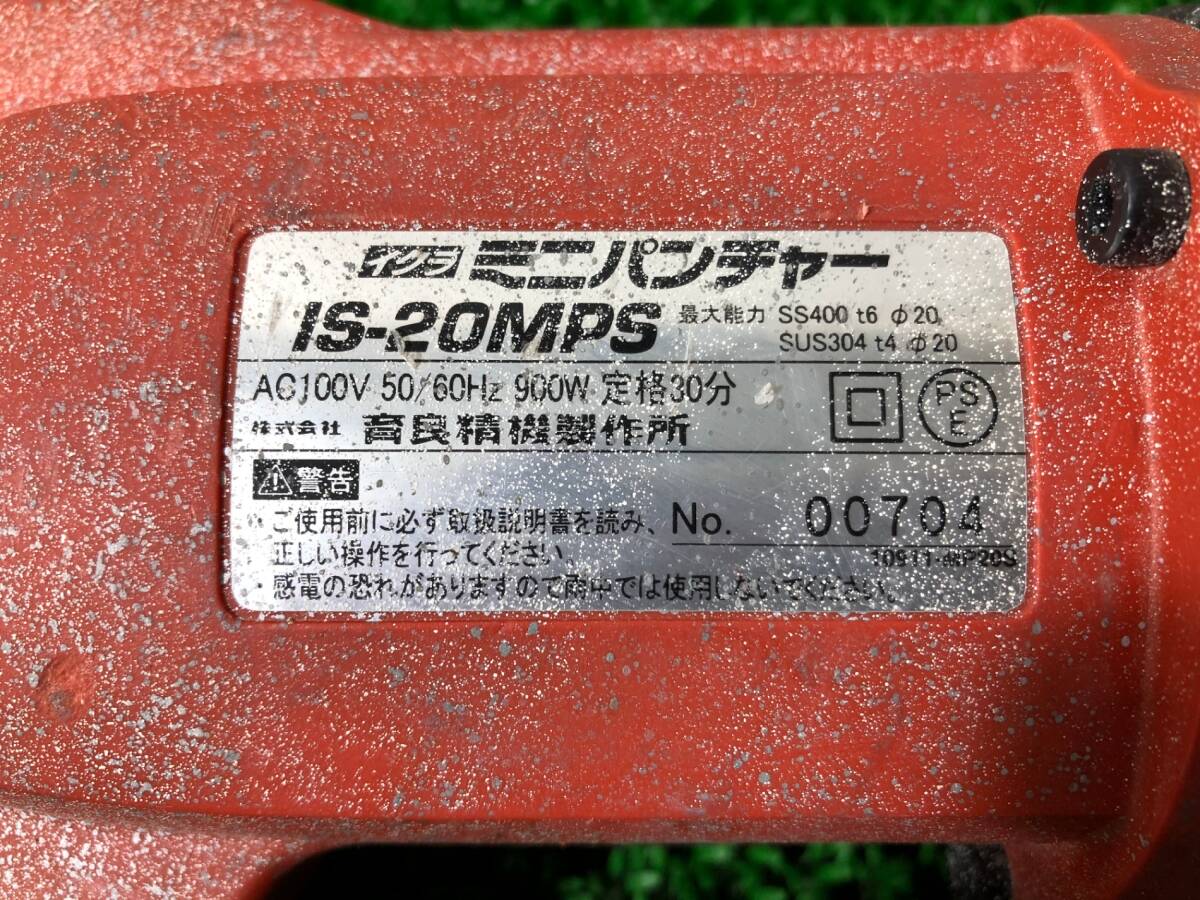 イクラ ミニパンチャー
IS-20MPS 最大能力 SS400 t6 φ20,
SUS304 t4 φ20
AC100V 50/60Hz 900W 定格30分
株式会社 育良精機製作所
PS
E
⚠警告
・ご使用前に必ず取扱説明書を読み、
正しい操作を行ってください。
・感電の恐れがありますので雨中では使用しないでください。
No. 00704
10911-MP20S